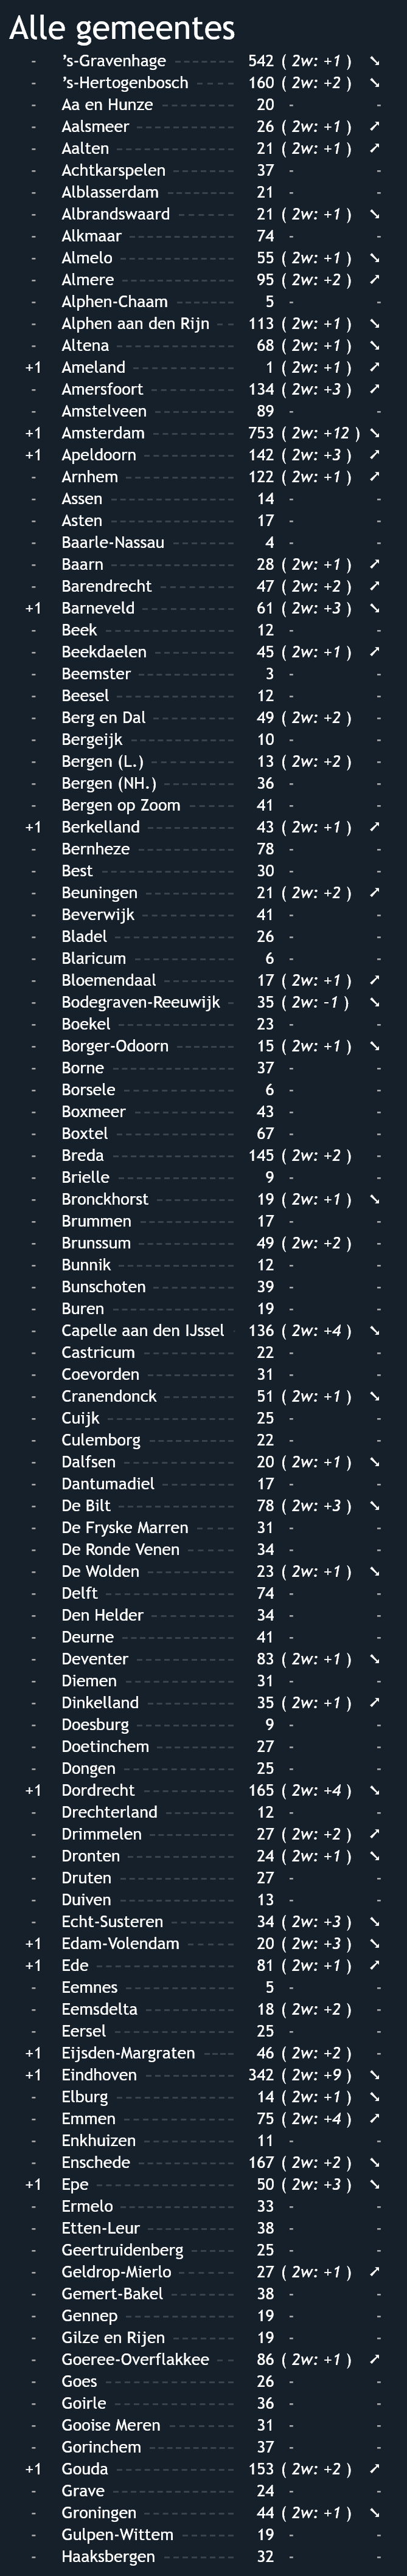 Alle gemeentes
- 's-Gravenhage ------- 542 ( 2w: +1 ) ➘
- 's-Hertogenbosch ---- 160 ( 2w: +2 ) ➘
- Aa en Hunze -------- 20 - -
- Aalsmeer ----------- 26 ( 2w: +1 ) ➚
- Aalten ------------- 21 ( 2w: +1 ) ➚
- Achtkarspelen ------- 37 - -
- Alblasserdam -------- 21 - -
- Albrandswaard ------- 21 ( 2w: +1 ) ➘
- Alkmaar ------------ 74 - -
- Almelo ------------- 55 ( 2w: +1 ) ➘
- Almere ------------- 95 ( 2w: +2 ) ➚
- Alphen-Chaam ------- 5 - -
- Alphen aan den Rijn -- 113 ( 2w: +1 ) ➘
- Altena ------------- 68 ( 2w: +1 ) ➘
+1 Ameland ----------- 1 ( 2w: +1 ) ➚
- Amersfoort --------- 134 ( 2w: +3 ) ➚
- Amstelveen --------- 89 - -
+1 Amsterdam --------- 753 ( 2w: +12 ) ➘
+1 Apeldoorn --------- 142 ( 2w: +3 ) ➚
- Arnhem ------------ 122 ( 2w: +1 ) ➚
- Assen -------------- 14 - -
- Asten -------------- 17 - -
- Baarle-Nassau ------- 4 - -
- Baarn -------------- 28 ( 2w: +1 ) ➚
- Barendrecht --------- 47 ( 2w: +2 ) ➚
+1 Barneveld ---------- 61 ( 2w: +3 ) ➘
- Beek --------------- 12 - -
- Beekdaelen --------- 45 ( 2w: +1 ) ➚
- Beemster ----------- 3 - -
- Beesel ------------- 12 - -
- Berg en Dal --------- 49 ( 2w: +2 ) -
- Bergeijk ------------ 10 - -
- Bergen (L.) --------- 13 ( 2w: +2 ) -
- Bergen (NH.) -------- 36 - -
- Bergen op Zoom ----- 41 - -
+1 Berkelland ---------- 43 ( 2w: +1 ) ➚
- Bernheze ----------- 78 - -
- Best --------------- 30 - -
- Beuningen ---------- 21 ( 2w: +2 ) ➚
- Beverwijk ---------- 41 - -
- Bladel ------------- 26 - -
- Blaricum ----------- 6 - -
- Bloemendaal -------- 17 ( 2w: +1 ) ➚
- Bodegraven-Reeuwijk - 35 ( 2w: -1 ) ➘
- Boekel ------------- 23 - -
- Borger-Odoorn ------ 15 ( 2w: +1 ) ➘
- Borne -------------- 37 - -
- Borsele ------------ 6 - -
- Boxmeer ----------- 43 - -
- Boxtel ------------- 67 - -
- Breda ------------- 145 ( 2w: +2 ) -
- Brielle ------------- 9 - -
- Bronckhorst -------- 19 ( 2w: +1 ) ➘
- Brummen ---------- 17 - -
- Brunssum ---------- 49 ( 2w: +2 ) -
- Bunnik ------------- 12 - -
- Bunschoten --------- 39 - -
- Buren -------------- 19 - -
- Capelle aan den IJssel - 136 ( 2w: +4 ) ➘
- Castricum ---------- 22 - -
- Coevorden ---------- 31 - -
- Cranendonck -------- 51 ( 2w: +1 ) ➘
- Cuijk -------------- 25 - -
- Culemborg ---------- 22 - -
- Dalfsen ------------ 20 ( 2w: +1 ) ➘
- Dantumadiel -------- 17 - -
- De Bilt ------------- 78 ( 2w: +3 ) ➘
- De Fryske Marren ---- 31 - -
- De Ronde Venen ----- 34 - -
- De Wolden ---------- 23 ( 2w: +1 ) ➘
- Delft -------------- 74 - -
- Den Helder --------- 34 - -
- Deurne ------------- 41 - -
- Deventer ----------- 83 ( 2w: +1 ) ➘
- Diemen ------------ 31 - -
- Dinkelland ---------- 35 ( 2w: +1 ) ➚
- Doesburg ----------- 9 - -
- Doetinchem --------- 27 - -
- Dongen ------------ 25 - -
+1 Dordrecht ---------- 165 ( 2w: +4 ) ➘
- Drechterland -------- 12 - -
- Drimmelen ---------- 27 ( 2w: +2 ) ➚
- Dronten ------------ 24 ( 2w: +1 ) ➘
- Druten ------------- 27 - -
- Duiven ------------- 13 - -
- Echt-Susteren ------- 34 ( 2w: +3 ) ➘
+1 Edam-Volendam ----- 20 ( 2w: +3 ) ➘
+1 Ede --------------- 81 ( 2w: +1 ) ➚
- Eemnes ------------ 5 - -
- Eemsdelta ---------- 18 ( 2w: +2 ) -
- Eersel ------------- 25 - -
+1 Eijsden-Margraten ---- 46 ( 2w: +2 ) -
+1 Eindhoven --------- 342 ( 2w: +9 ) ➘
- Elburg ------------- 14 ( 2w: +1 ) ➘
- Emmen ------------ 75 ( 2w: +4 ) ➚
- Enkhuizen ---------- 11 - -
- Enschede ---------- 167 ( 2w: +2 ) ➘
+1 Epe --------------- 50 ( 2w: +3 ) ➘
- Ermelo ------------- 33 - -
- Etten-Leur ---------- 38 - -
- Geertruidenberg ----- 25 - -
- Geldrop-Mierlo ------ 27 ( 2w: +1 ) ➚
- Gemert-Bakel ------- 38 - -
- Gennep ------------ 19 - -
- Gilze en Rijen ------- 19 - -
- Goeree-Overflakkee -- 86 ( 2w: +1 ) ➚
- Goes -------------- 26 - -
- Goirle ------------- 36 - -
- Gooise Meren ------- 31 - -
- Gorinchem ---------- 37 - -
+1 Gouda ------------- 153 ( 2w: +2 ) ➚
- Grave -------------- 24 - -
- Groningen ---------- 44 ( 2w: +1 ) ➘
- Gulpen-Wittem ------ 19 - -
- Haaksbergen -------- 32 - -